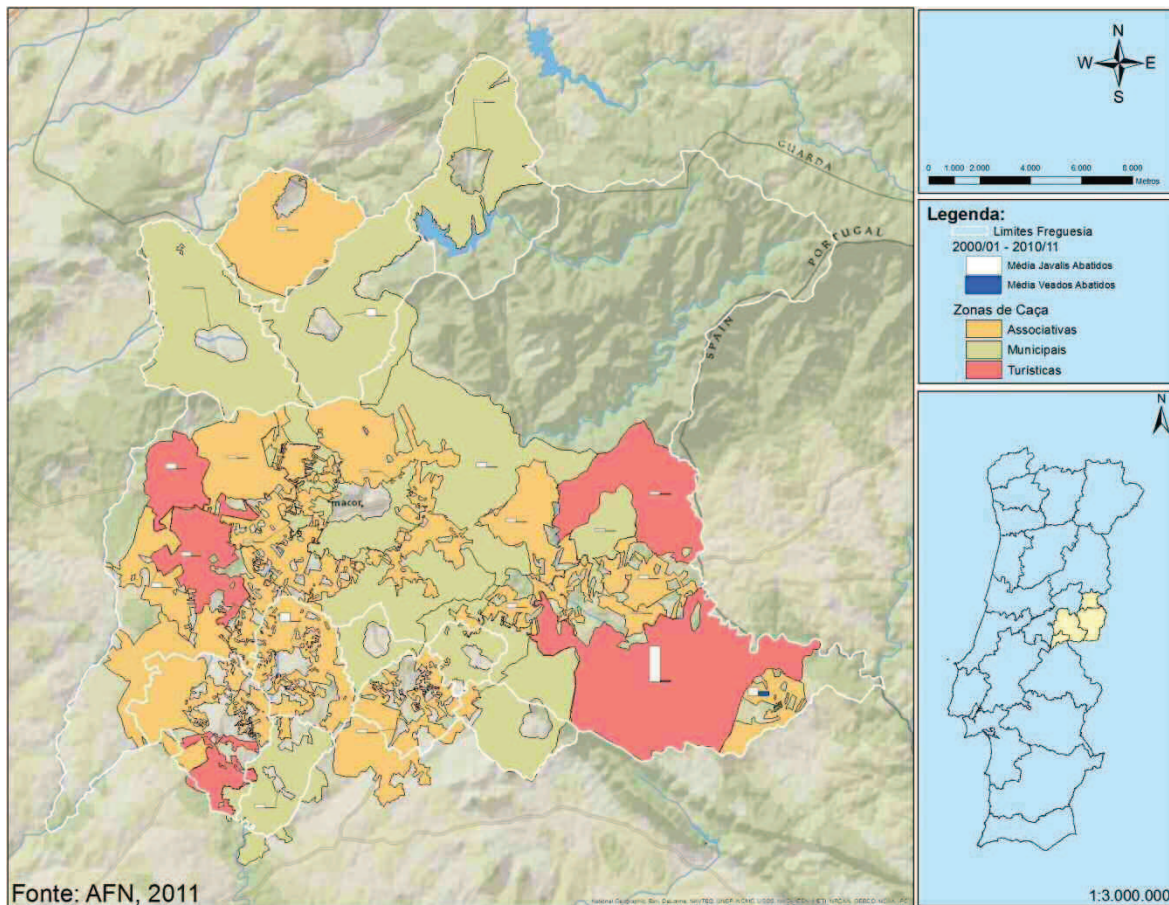 GUARDA
PORTUGAL
SPAIN
macor,
Fonte: AFN, 2011
N
W E
S
0 1.000 2.000 4.000 6.000 8.000
Metros
Legenda:
Limites Freguesia
2000/01 - 2010/11
Média Javalis Abatidos
Média Veados Abatidos
Zonas de Caça
Associativas
Municipais
Turísticas
N
1:3.000.000